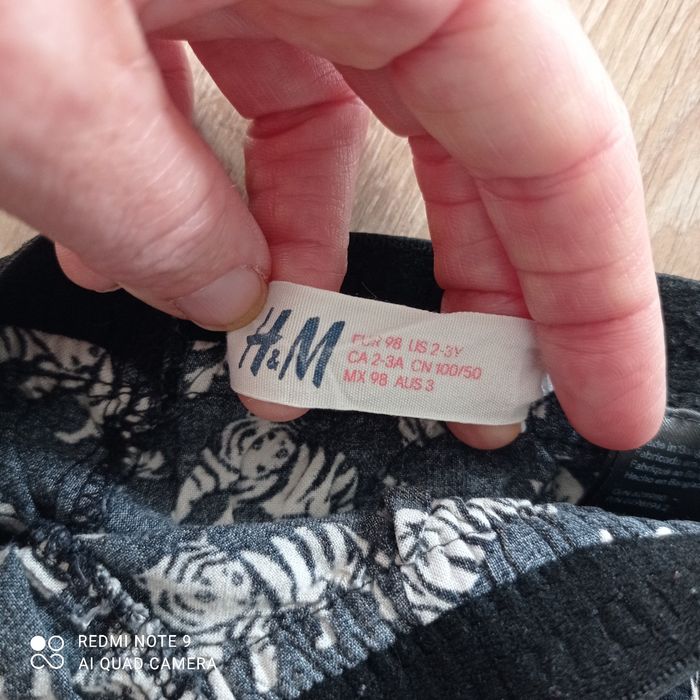 H&M
EUR 98 US 2-3Y
CA 2-3A CN 100/50
MX 98 AUS 3
REDMI NOTE 9
AI QUAD CAMERA